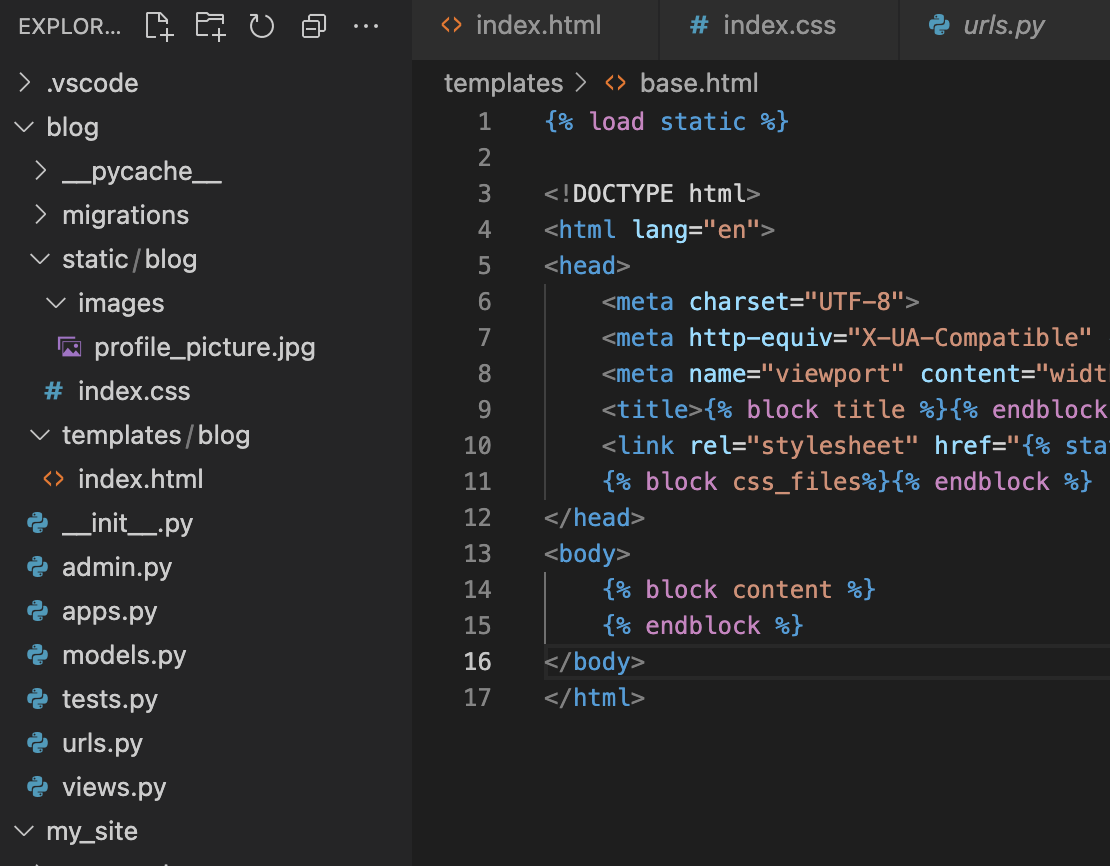 EXPLOR...
.vscode
blog
__pycache__
migrations
static/blog
images
profile_picture.jpg
# index.css
templates/blog
<> index.html
__init__.py
admin.py
apps.py
models.py
tests.py
urls.py
views.py
my_site
<> index.html # index.css urls.py
templates > <> base.html
1 {% load static %}
2
3 <!DOCTYPE html>
4 <html lang="en">
5 <head>
6 <meta charset="UTF-8">
7 <meta http-equiv="X-UA-Compatible"
8 <meta name="viewport" content="widt
9 <title>{% block title %}{% endblock
10 <link rel="stylesheet" href="{% sta
11 {% block css_files%}{% endblock %}
12 </head>
13 <body>
14 {% block content %}
15 {% endblock %}
16 </body>
17 </html>